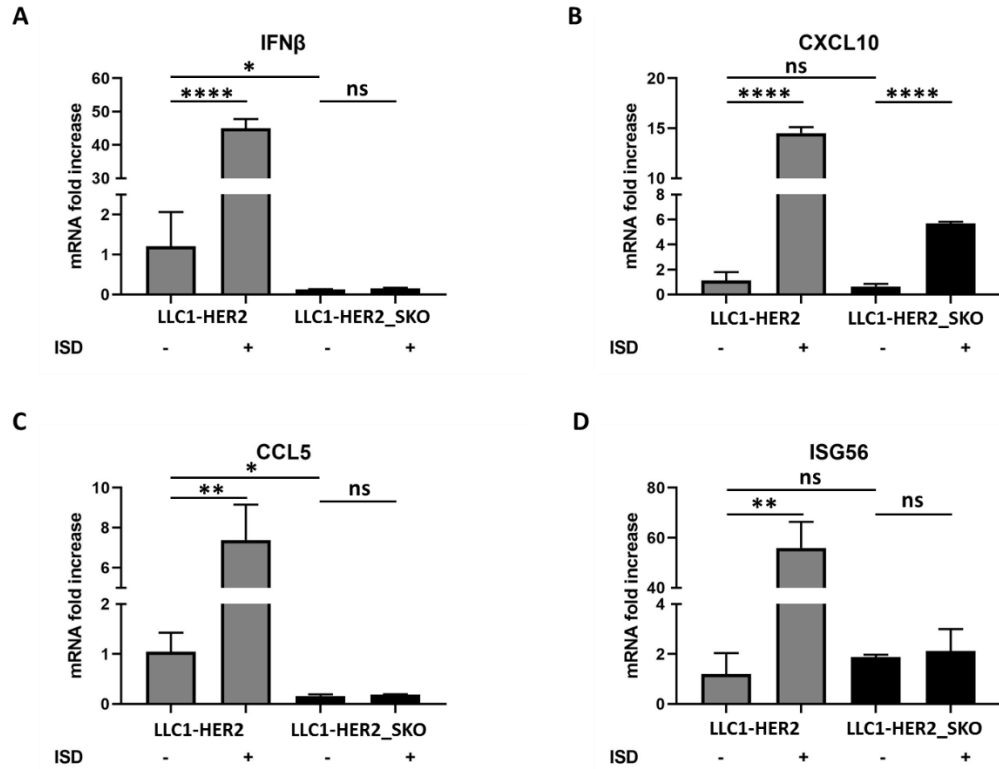 A
IFNβ
*
****
ns
mRNA fold increase
60
50
40
30
2
1
0
LLC1-HER2 LLC1-HER2_SKO
ISD - + - +
B
CXCL10
ns
**** ****
mRNA fold increase
20
15
10
8
6
4
2
0
LLC1-HER2 LLC1-HER2_SKO
ISD - + - +
C
CCL5
*
**
ns
mRNA fold increase
10
8
6
2
1
0
LLC1-HER2 LLC1-HER2_SKO
ISD - + - +
D
ISG56
ns
** ns
mRNA fold increase
80
60
40
6
4
2
0
LLC1-HER2 LLC1-HER2_SKO
ISD - + - +